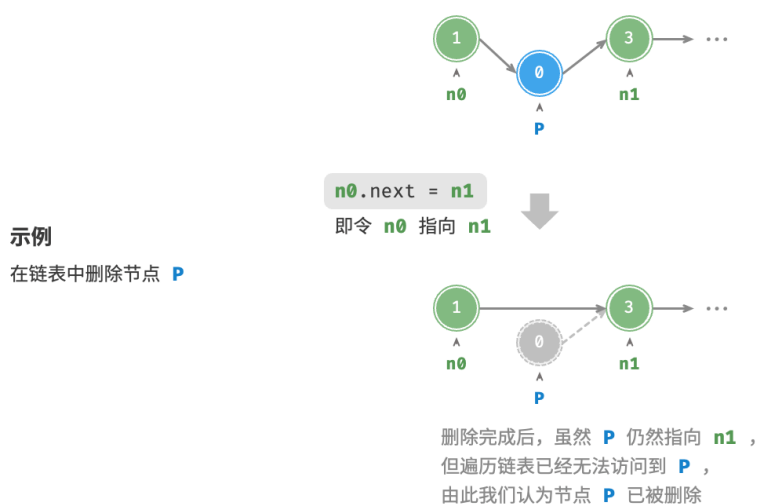 1
3
...
0
n0
n1
P
n0.next = n1
即令 n0 指向 n1
示例
在链表中删除节点 P
1
3
...
0
n0
n1
P
删除完成后，虽然 P 仍然指向 n1 ，
但遍历链表已经无法访问到 P ，
由此我们认为节点 P 已被删除